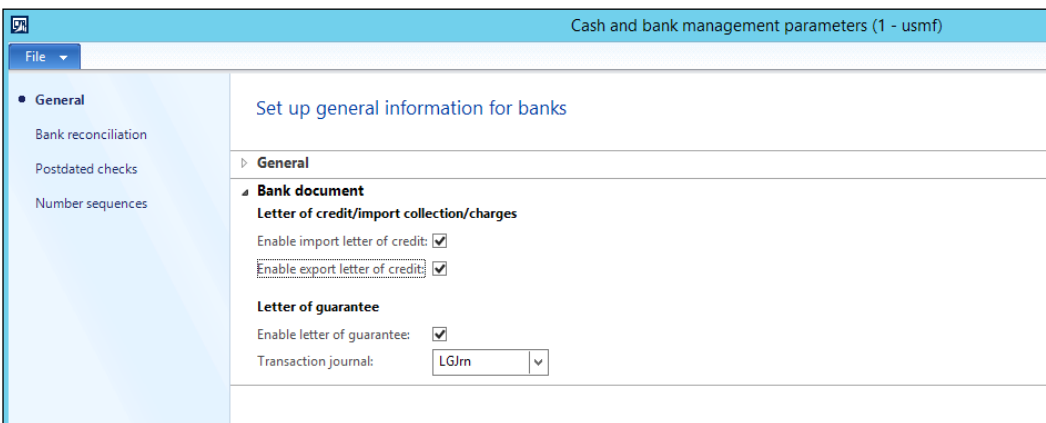 Cash and bank management parameters (1 - usmf)
File
General
Bank reconciliation
Postdated checks
Number sequences
Set up general information for banks
General
Bank document
Letter of credit/import collection/charges
Enable import letter of credit:
Enable export letter of credit:
Letter of guarantee
Enable letter of guarantee:
Transaction journal: LGJrn